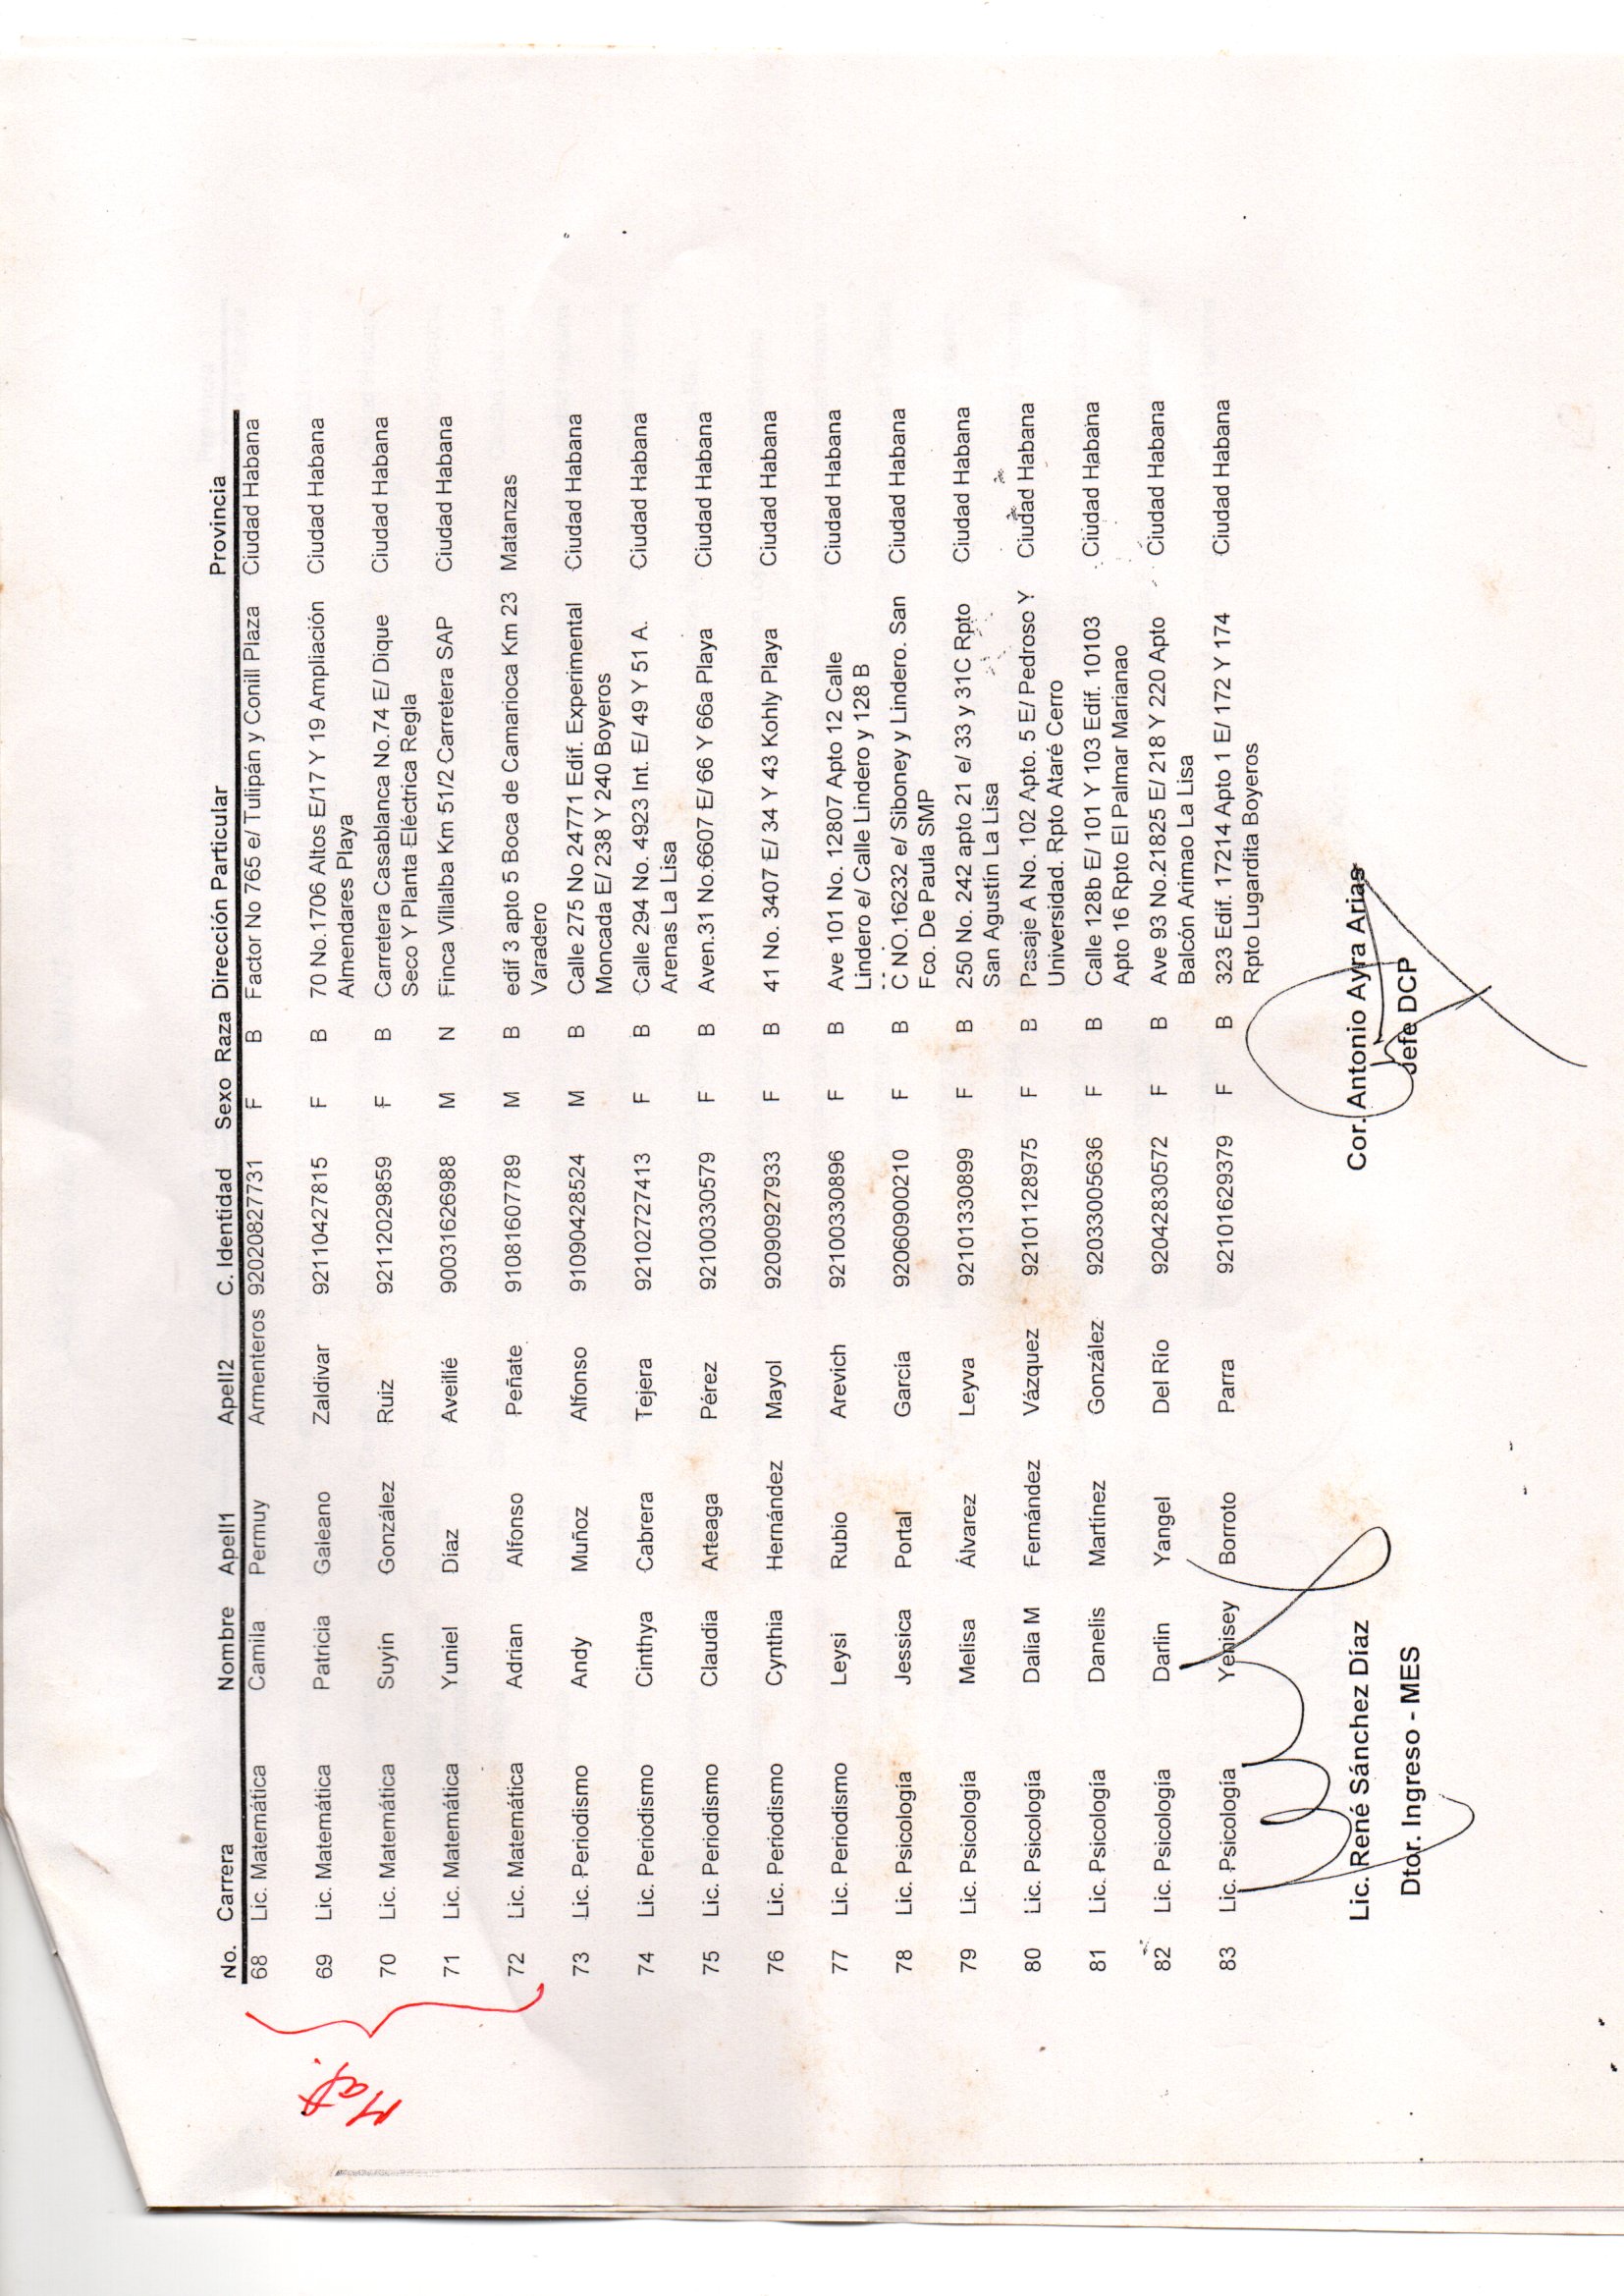 No. Carrera Nombre Apell1 Apell2 C. Identidad Sexo Raza Dirección Particular Provincia
68 Lic. Matemática Camila Permuy Armenteros 92020827731 F B Factor No 765 e/ Tulipán y Conill Plaza Ciudad Habana
Mat.
69 Lic. Matemática Patricia Galeano Zaldivar 92110427815 F B 70 No.1706 Altos E/17 Y 19 Ampliación Ciudad Habana
Almendares Playa
70 Lic. Matemática Suyín González Ruiz 92112029859 F B Carretera Casablanca No.74 E/ Dique Ciudad Habana
Seco Y Planta Eléctrica Regla
71 Lic. Matemática Yuniel Díaz Aveillé 90031626988 M N Finca Villalba Km 51/2 Carretera SAP Ciudad Habana
72 Lic. Matemática Adrian Alfonso Peñate 91081607789 M B edif 3 apto 5 Boca de Camarioca Km 23 Matanzas
Varadero
73 Lic. Periodismo Andy Muñoz Alfonso 91090428524 M B Calle 275 No 24771 Edif. Experimental Ciudad Habana
Moncada E/ 238 Y 240 Boyeros
74 Lic. Periodismo Cinthya Cabrera Tejera 92102727413 F B Calle 294 No. 4923 Int. E/ 49 Y 51 A. Ciudad Habana
Arenas La Lisa
75 Lic. Periodismo Claudia Arteaga Pérez 92100330579 F B Aven.31 No.6607 E/ 66 Y 66a Playa Ciudad Habana
76 Lic. Periodismo Cynthia Hernández Mayol 92090927933 F B 41 No. 3407 E/ 34 Y 43 Kohly Playa Ciudad Habana
77 Lic. Periodismo Leysi Rubio Arevich 92100330896 F B Ave 101 No. 12807 Apto 12 Calle Ciudad Habana
Lindero e/ Calle Lindero y 128 B
78 Lic. Psicología Jessica Portal García 92060900210 F B C NO.16232 e/ Siboney y Lindero. San Ciudad Habana
Fco. De Paula SMP
79 Lic. Psicología Melisa Álvarez Leyva 92101330899 F B 250 No. 242 apto 21 e/ 33 y 31C Rpto Ciudad Habana
San Agustín La Lisa
80 Lic. Psicología Dalia M Fernández Vázquez 92101128975 F B Pasaje A No. 102 Apto. 5 E/ Pedroso Y Ciudad Habana
Universidad. Rpto Ataré Cerro
81 Lic. Psicología Danelis Martínez González 92033005636 F B Calle 128b E/ 101 Y 103 Edif. 10103 Ciudad Habana
Apto 16 Rpto El Palmar Marianao
82 Lic. Psicología Darlin Yangel Del Río 92042830572 F B Ave 93 No.21825 E/ 218 Y 220 Apto Ciudad Habana
Balcón Arimao La Lisa
83 Lic. Psicología Yenisey Borroto Parra 92101629379 F B 323 Edif. 17214 Apto 1 E/ 172 Y 174 Ciudad Habana
Rpto Lugardita Boyeros
Lic. René Sánchez Díaz Cor. Antonio Ayra Arias
Dtor. Ingreso - MES Jefe DCP